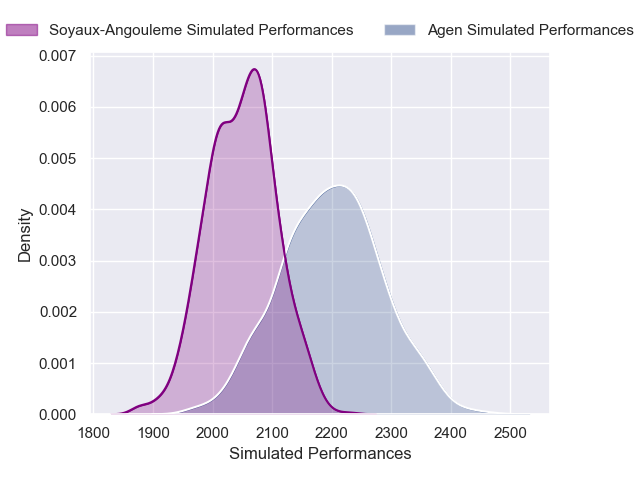 Soyaux-Angouleme Simulated Performances Agen Simulated Performances
0.007
0.006
0.005
0.004
0.003
0.002
0.001
0.000
Density
1800 1900 2000 2100 2200 2300 2400 2500
Simulated Performances